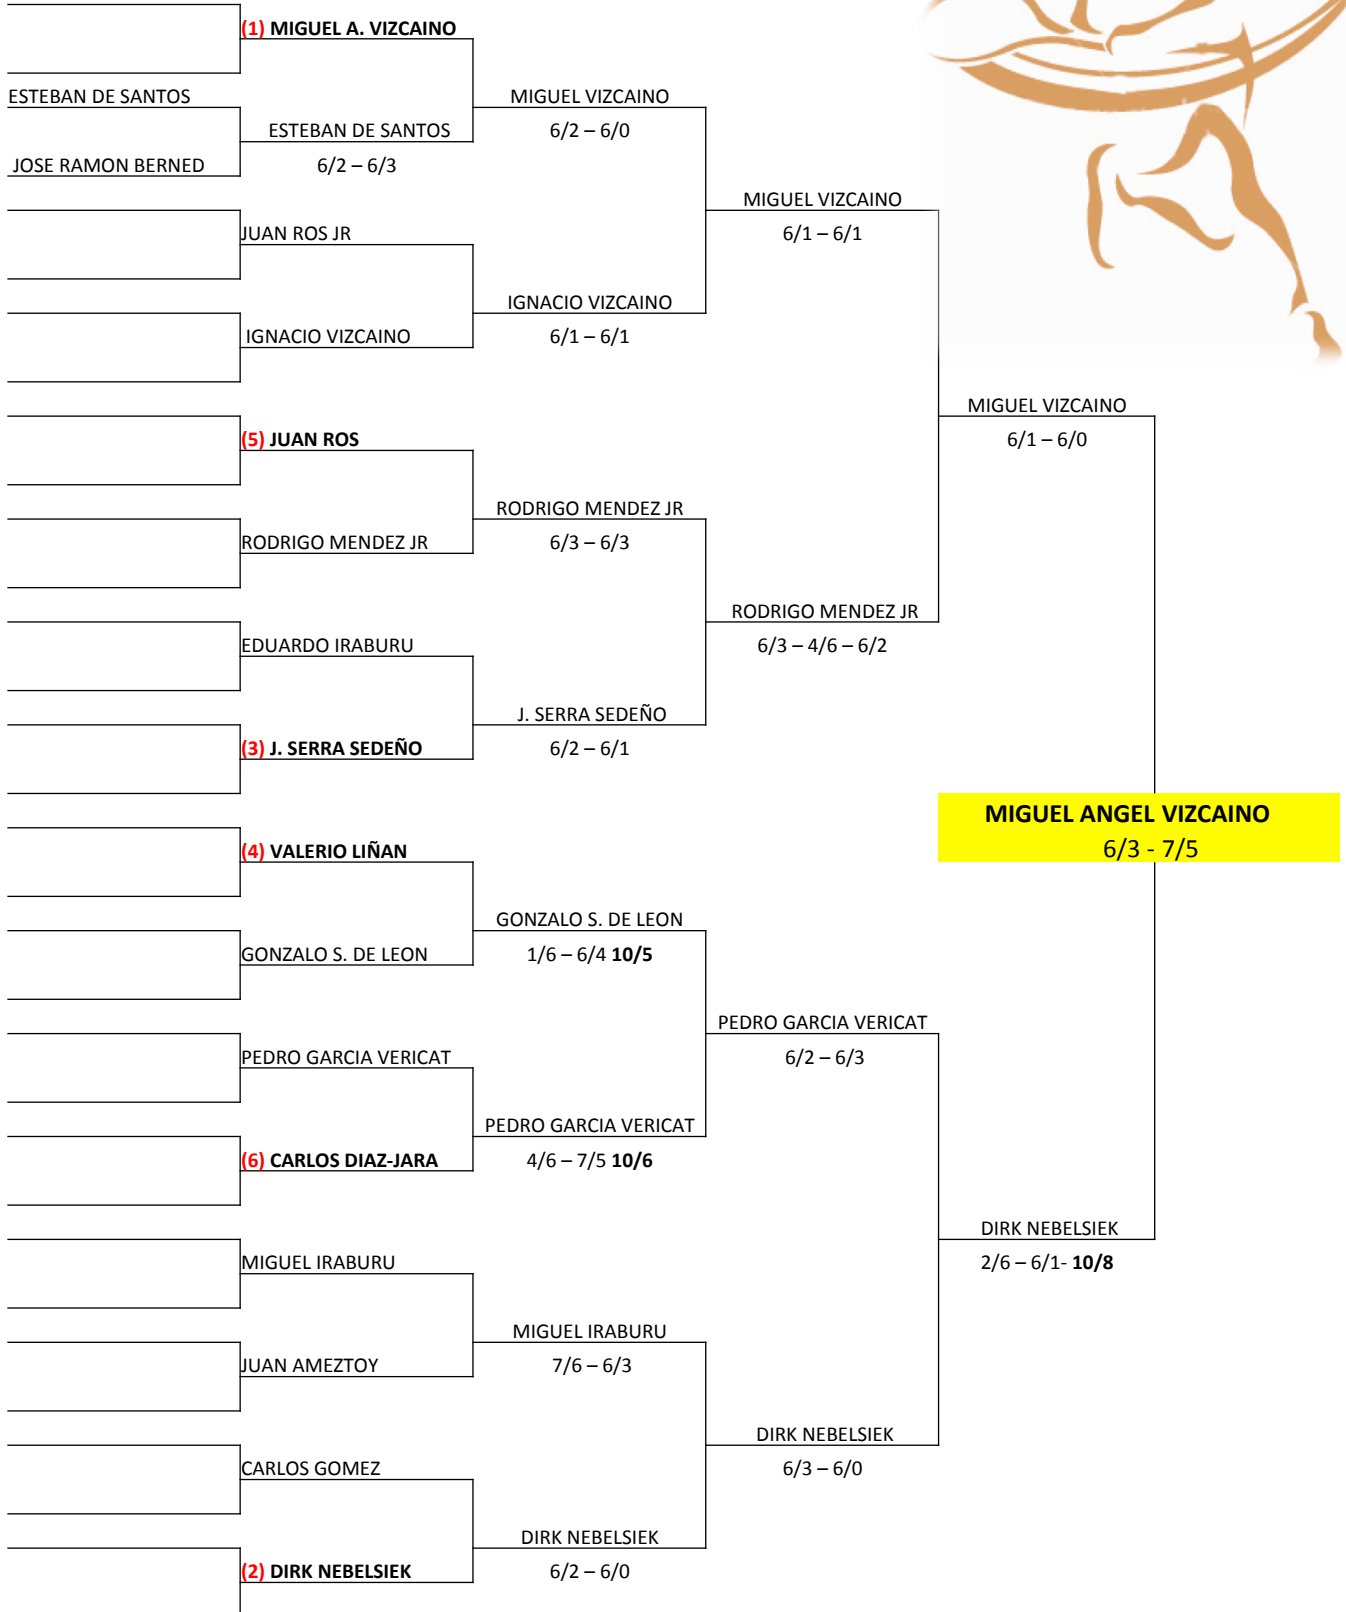 (1) MIGUEL A. VIZCAINO
ESTEBAN DE SANTOS
MIGUEL VIZCAINO
ESTEBAN DE SANTOS
6/2 – 6/0
JOSE RAMON BERNED
6/2 – 6/3
MIGUEL VIZCAINO
JUAN ROS JR
6/1 – 6/1
IGNACIO VIZCAINO
IGNACIO VIZCAINO
6/1 – 6/1
MIGUEL VIZCAINO
(5) JUAN ROS
6/1 – 6/0
RODRIGO MENDEZ JR
RODRIGO MENDEZ JR
6/3 – 6/3
RODRIGO MENDEZ JR
EDUARDO IRABURU
6/3 – 4/6 – 6/2
J. SERRA SEDEÑO
(3) J. SERRA SEDEÑO
6/2 – 6/1
MIGUEL ANGEL VIZCAINO
(4) VALERIO LIÑAN
6/3 - 7/5
GONZALO S. DE LEON
GONZALO S. DE LEON
1/6 – 6/4 10/5
PEDRO GARCIA VERICAT
PEDRO GARCIA VERICAT
6/2 – 6/3
PEDRO GARCIA VERICAT
(6) CARLOS DIAZ-JARA
4/6 – 7/5 10/6
DIRK NEBELSIEK
MIGUEL IRABURU
2/6 – 6/1- 10/8
MIGUEL IRABURU
JUAN AMEZTOY
7/6 – 6/3
DIRK NEBELSIEK
CARLOS GOMEZ
6/3 – 6/0
DIRK NEBELSIEK
(2) DIRK NEBELSIEK
6/2 – 6/0